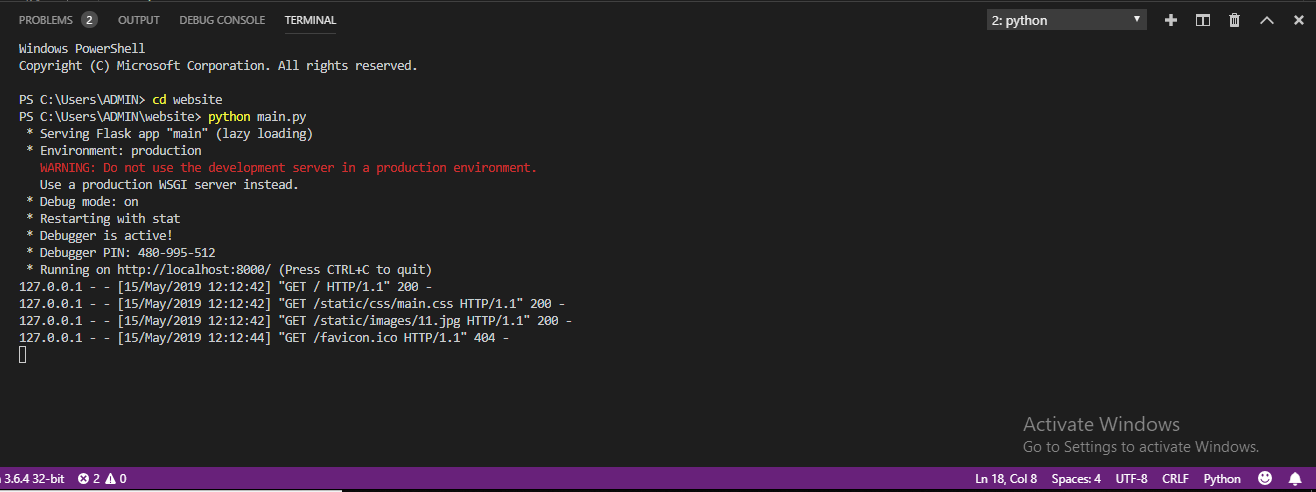 PROBLEMS 2 OUTPUT DEBUG CONSOLE TERMINAL 2: python
Windows PowerShell
Copyright (C) Microsoft Corporation. All rights reserved.
PS C:\Users\ADMIN> cd website
PS C:\Users\ADMIN\website> python main.py
* Serving Flask app "main" (lazy loading)
* Environment: production
WARNING: Do not use the development server in a production environment.
Use a production WSGI server instead.
* Debug mode: on
* Restarting with stat
* Debugger is active!
* Debugger PIN: 480-995-512
* Running on http://localhost:8000/ (Press CTRL+C to quit)
127.0.0.1 - - [15/May/2019 12:12:42] "GET / HTTP/1.1" 200 -
127.0.0.1 - - [15/May/2019 12:12:42] "GET /static/css/main.css HTTP/1.1" 200 -
127.0.0.1 - - [15/May/2019 12:12:42] "GET /static/images/11.jpg HTTP/1.1" 200 -
127.0.0.1 - - [15/May/2019 12:12:44] "GET /favicon.ico HTTP/1.1" 404 -
Activate Windows
Go to Settings to activate Windows.
3.6.4 32-bit 2 0 Ln 18, Col 8 Spaces: 4 UTF-8 CRLF Python